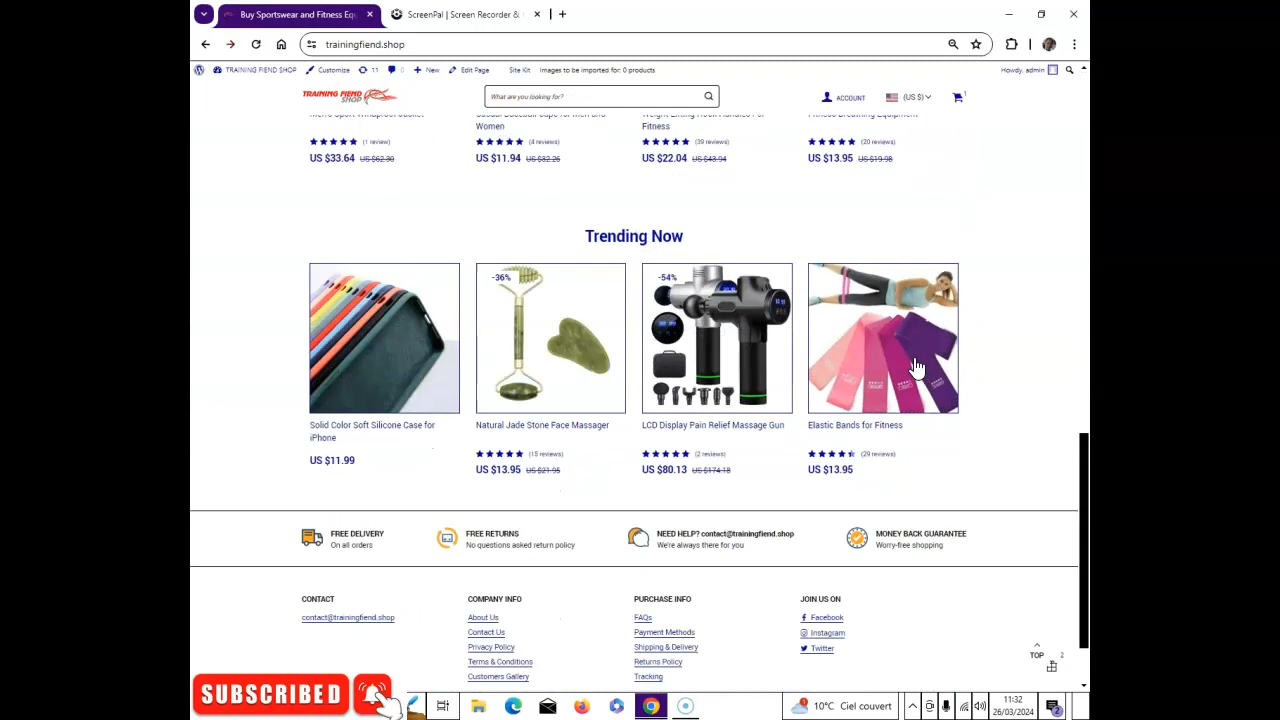 Buy Sportswear and Fitness Eq
ScreenPal | Screen Recorder &
trainingfiend.shop
TRAINING FIEND SHOP
Customize
11
0
New
Edit Page
Site Kit
Images to be imported for: 0 products
Howdy, admin
TRAINING FIEND
SHOP
What are you looking for?
ACCOUNT
(US $)
1
Men's Sport Windproof Jacket
Casual Baseball Caps for Men and
Women
Weight Lifting Hook Handles For
Fitness
Fitness Breathing Equipment
(1 review)
(4 reviews)
(39 reviews)
(20 reviews)
US $33.64 US $62.30
US $11.94 US $32.26
US $22.04 US $43.94
US $13.95 US $19.98
Trending Now
-36%
-54%
Solid Color Soft Silicone Case for
iPhone
Natural Jade Stone Face Massager
LCD Display Pain Relief Massage Gun
Elastic Bands for Fitness
(15 reviews)
(2 reviews)
(29 reviews)
US $11.99
US $13.95 US $21.95
US $80.13 US $174.18
US $13.95
FREE DELIVERY
On all orders
FREE RETURNS
No questions asked return policy
NEED HELP? contact@trainingfiend.shop
We're always there for you
MONEY BACK GUARANTEE
Worry-free shopping
CONTACT
contact@trainingfiend.shop
COMPANY INFO
About Us
Contact Us
Privacy Policy
Terms & Conditions
Customers Gallery
PURCHASE INFO
FAQs
Payment Methods
Shipping & Delivery
Returns Policy
Tracking
JOIN US ON
Facebook
Instagram
Twitter
TOP
2
SUBSCRIBED
10°C Ciel couvert
11:32
26/03/2024
2